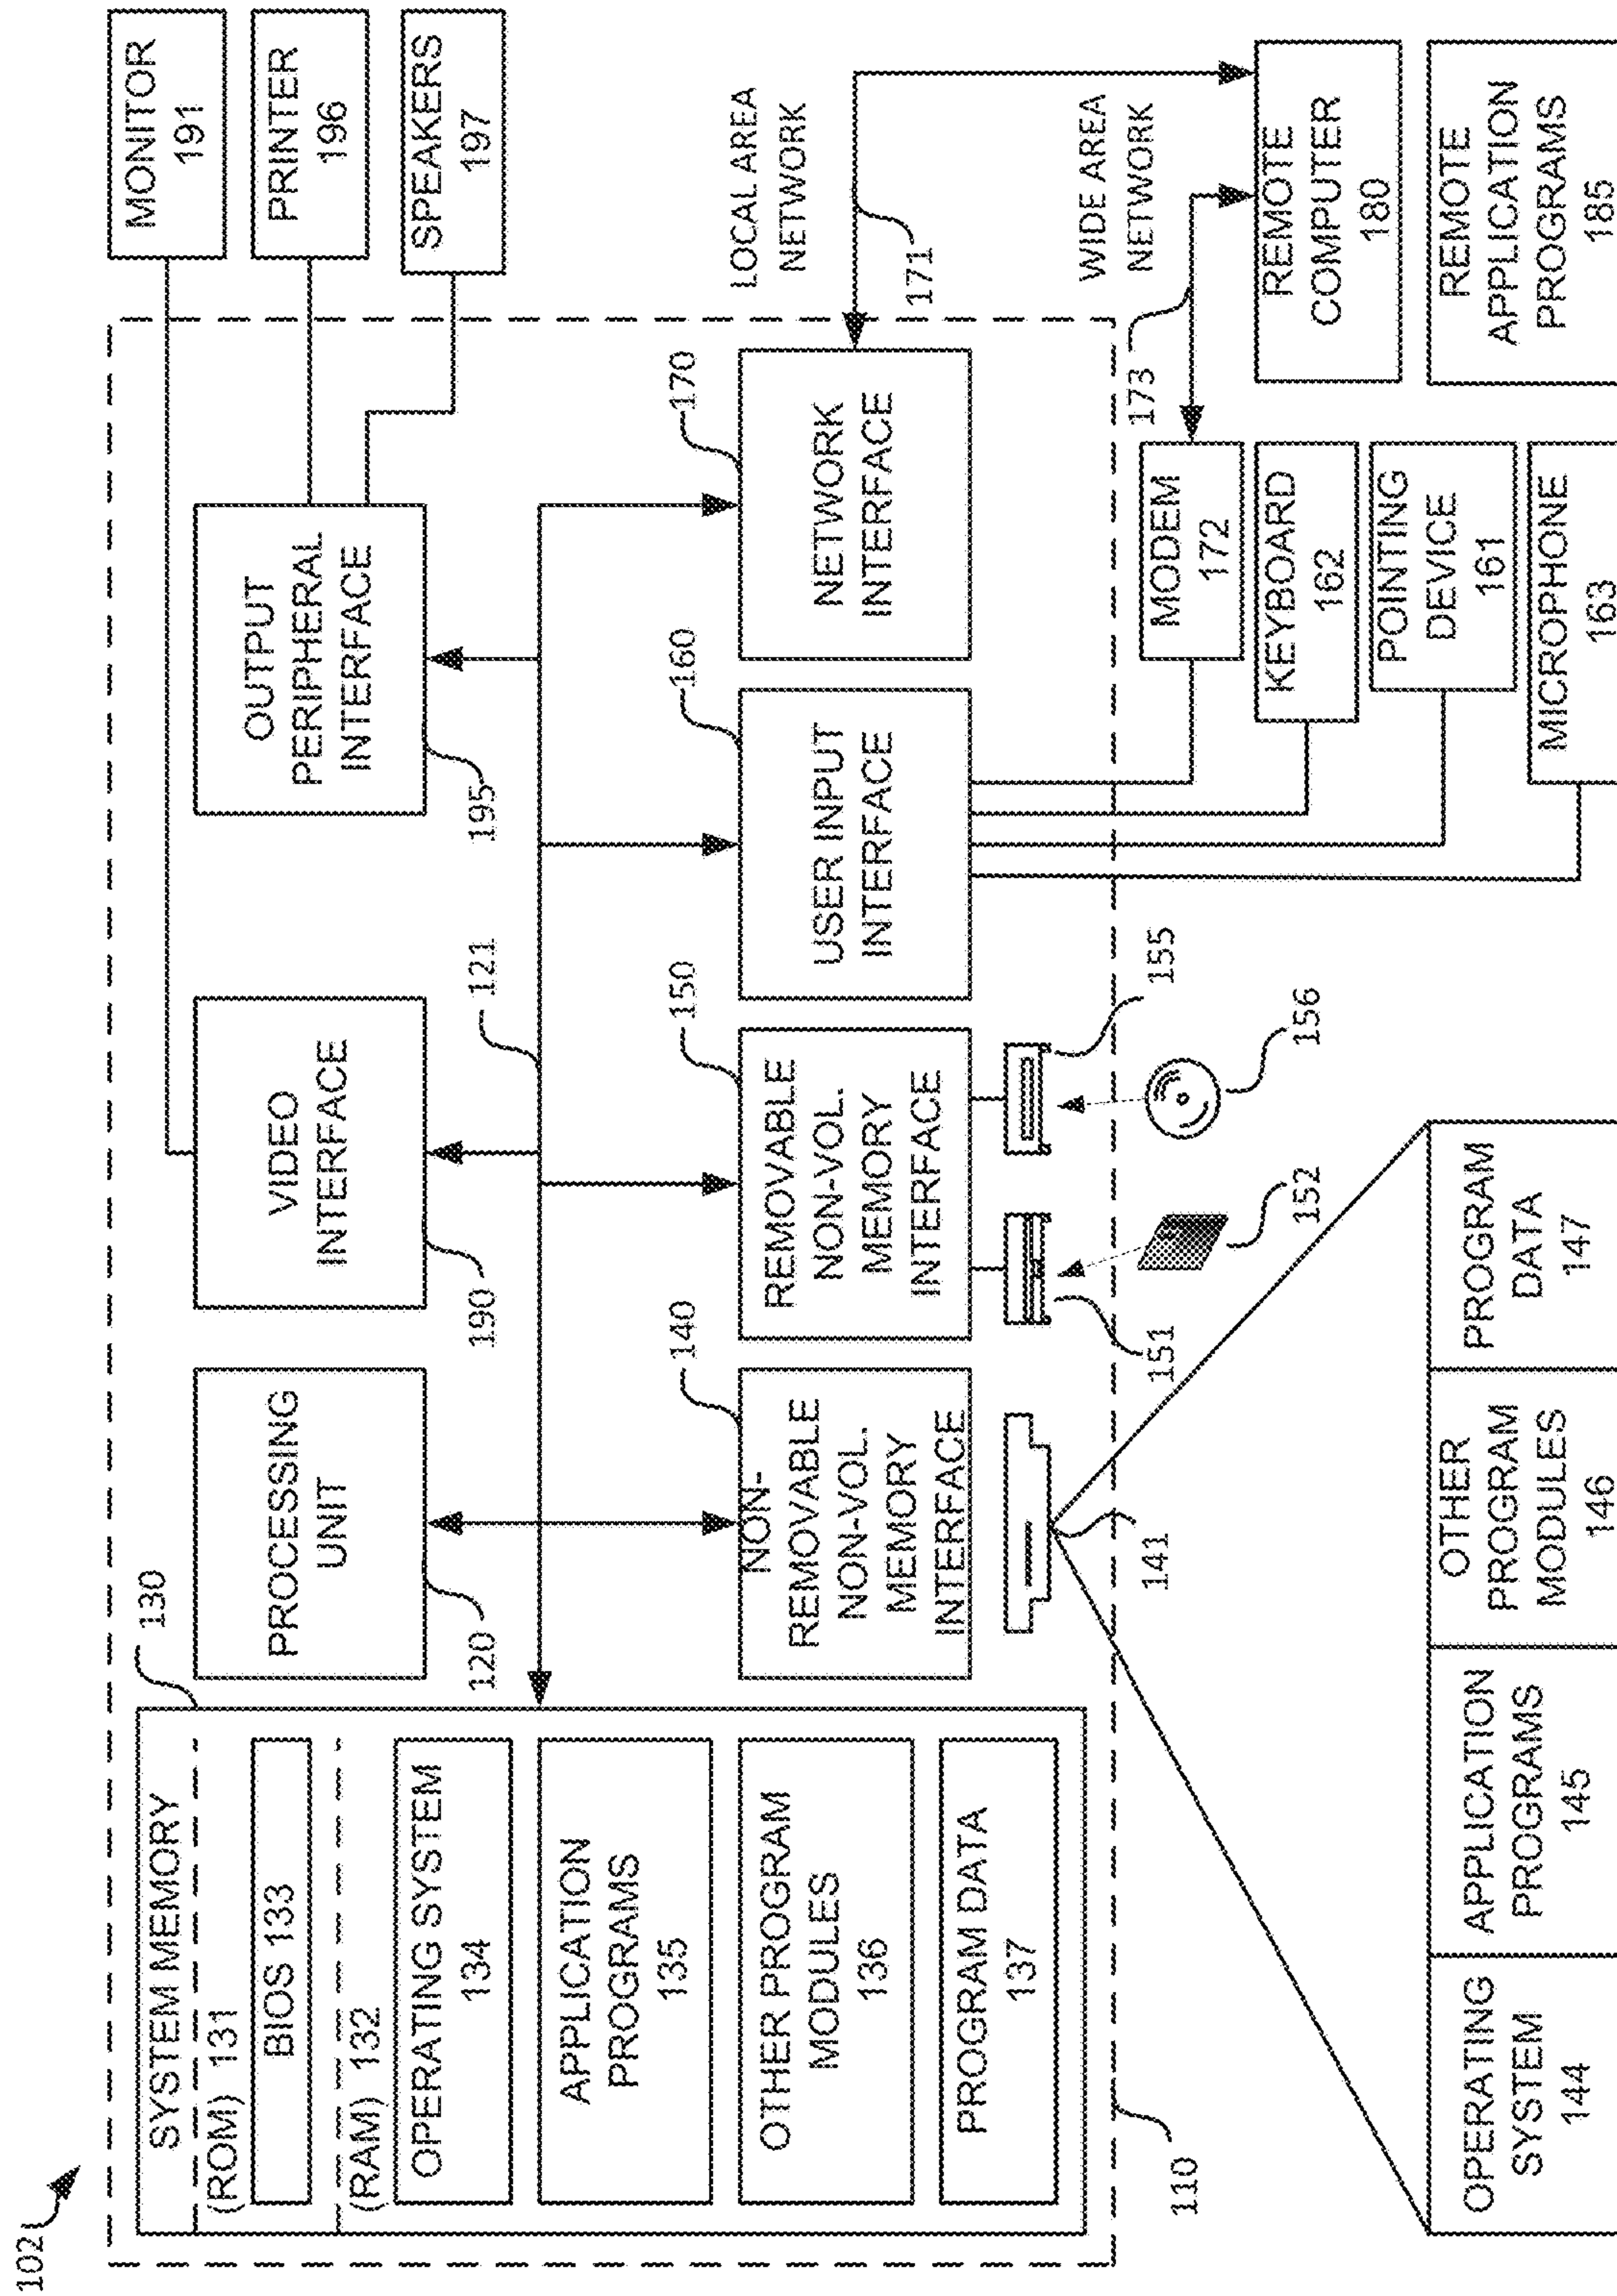 102
SYSTEM MEMORY
(ROM) 131
BIOS 133
(RAM) 132
OPERATING SYSTEM
134
APPLICATION
PROGRAMS
135
OTHER PROGRAM
MODULES
136
PROGRAM DATA
137
130
PROCESSING
UNIT
120
VIDEO
INTERFACE
190
121
OUTPUT
PERIPHERAL
INTERFACE
195
MONITOR
191
PRINTER
196
SPEAKERS
197
140
NON-
REMOVABLE
NON-VOL.
MEMORY
INTERFACE
150
REMOVABLE
NON-VOL.
MEMORY
INTERFACE
160
USER INPUT
INTERFACE
170
NETWORK
INTERFACE
LOCAL AREA
NETWORK
171
WIDE AREA
NETWORK
173
110
141
151
152
155
156
MODEM
172
KEYBOARD
162
POINTING
DEVICE
161
MICROPHONE
163
REMOTE
COMPUTER
180
REMOTE
APPLICATION
PROGRAMS
185
OPERATING
SYSTEM
144
APPLICATION
PROGRAMS
145
OTHER
PROGRAM
MODULES
146
PROGRAM
DATA
147